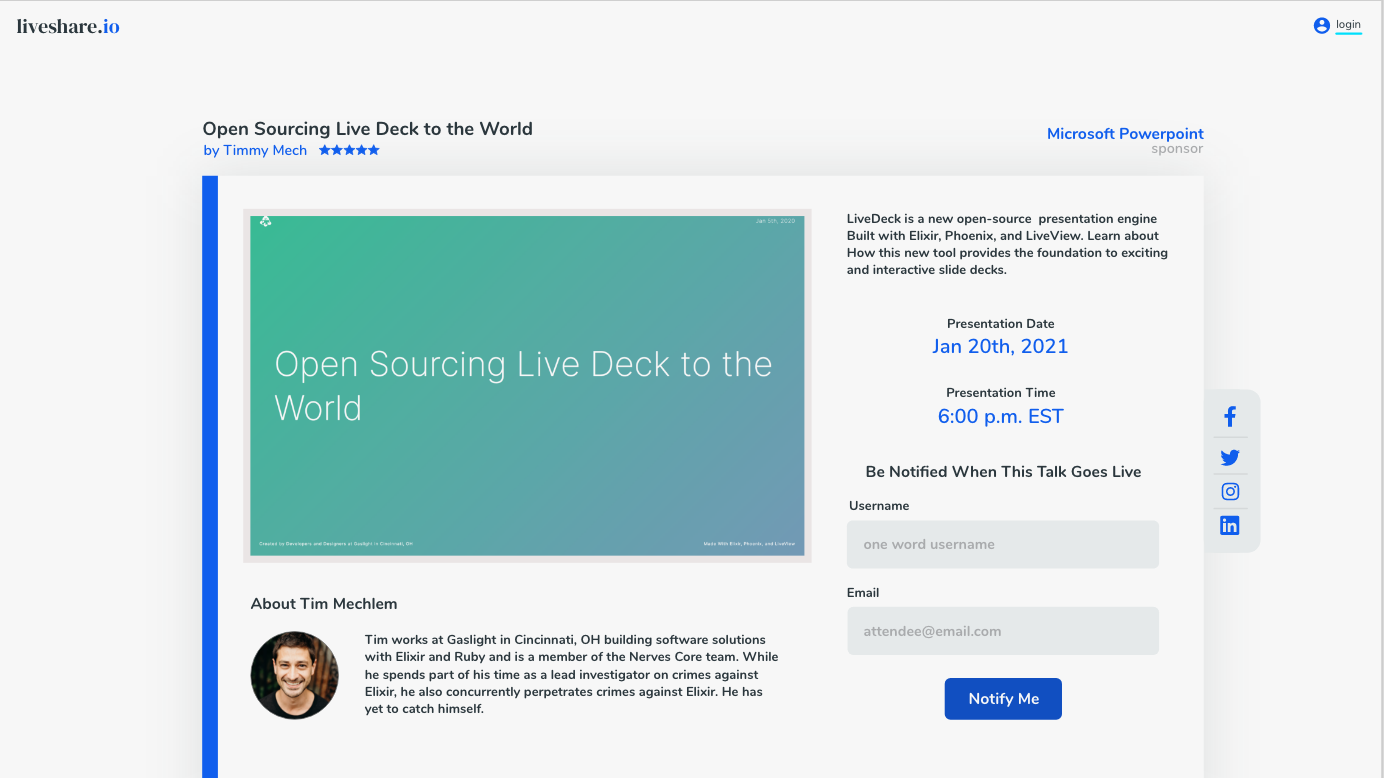 liveshare.io
login
Open Sourcing Live Deck to the World
by Timmy Mech
Microsoft Powerpoint
sponsor
Jan 5th, 2020
Open Sourcing Live Deck to the
World
Created by Developers and Designers at Gaslight in Cincinnati, OH
Made With Elixir, Phoenix, and LiveView
LiveDeck is a new open-source presentation engine
Built with Elixir, Phoenix, and LiveView. Learn about
How this new tool provides the foundation to exciting
and interactive slide decks.
Presentation Date
Jan 20th, 2021
Presentation Time
6:00 p.m. EST
Be Notified When This Talk Goes Live
Username
one word username
Email
attendee@email.com
Notify Me
About Tim Mechlem
Tim works at Gaslight in Cincinnati, OH building software solutions
with Elixir and Ruby and is a member of the Nerves Core team. While
he spends part of his time as a lead investigator on crimes against
Elixir, he also concurrently perpetrates crimes against Elixir. He has
yet to catch himself.